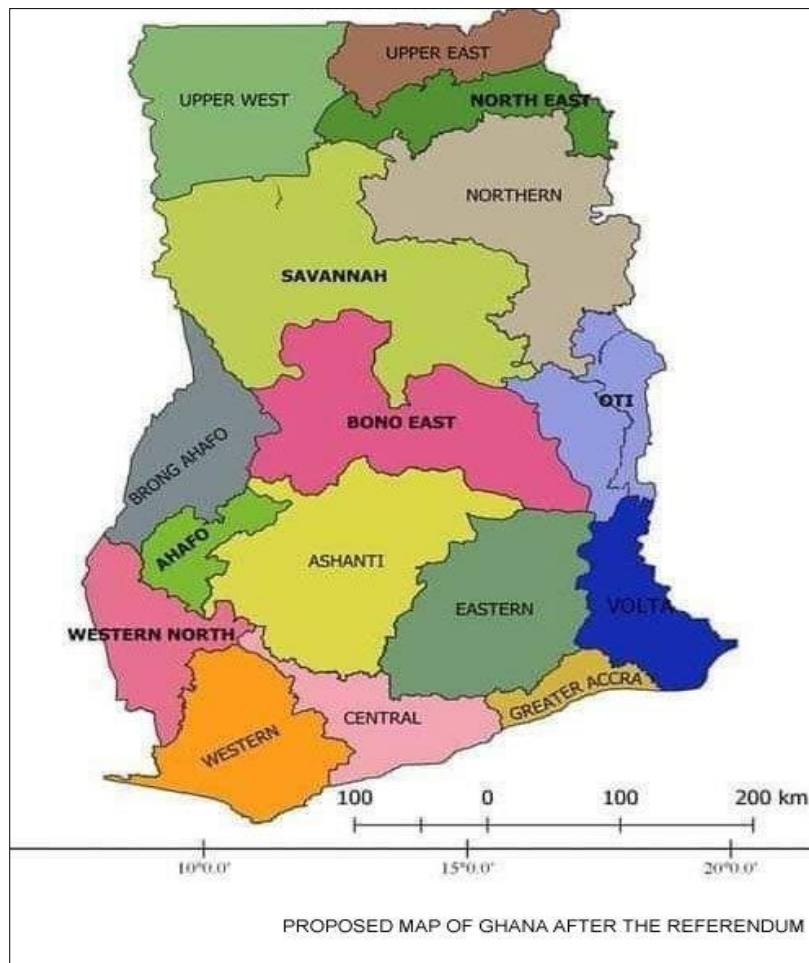 UPPER EAST
UPPER WEST
NORTH EAST
NORTHERN
SAVANNAH
OTI
BONO EAST
BRONG AHAFO
AHAFO
ASHANTI
EASTERN
VOLTA
WESTERN NORTH
GREATER ACCRA
CENTRAL
WESTERN
100 0 100 200 km
10°0.0' 15°0.0' 20°0.0'
PROPOSED MAP OF GHANA AFTER THE REFERENDUM